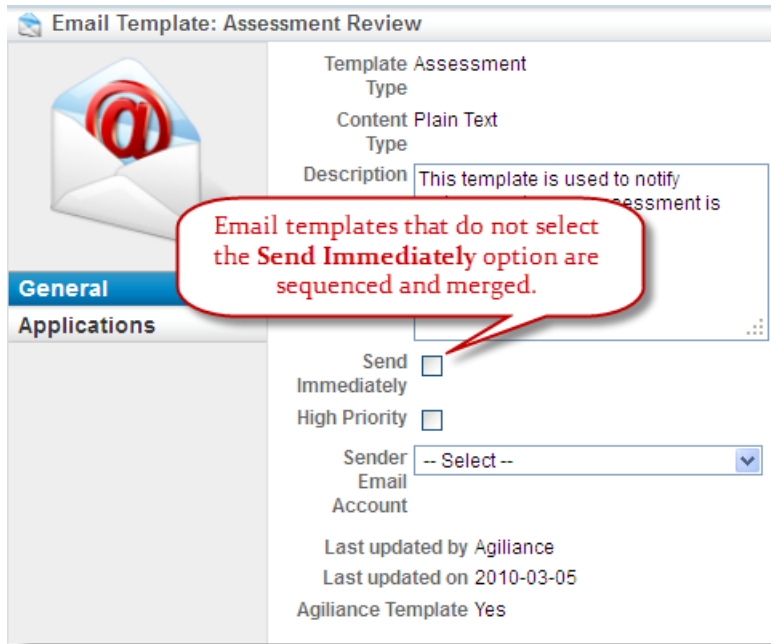 Email Template: Assessment Review
Template Assessment
Type
Content Plain Text
Type
Description This template is used to notify
assessment is
Email templates that do not select
the Send Immediately option are
sequenced and merged.
General
Applications
Send
Immediately
High Priority
Sender -- Select --
Email
Account
Last updated by Agiliance
Last updated on 2010-03-05
Agiliance Template Yes